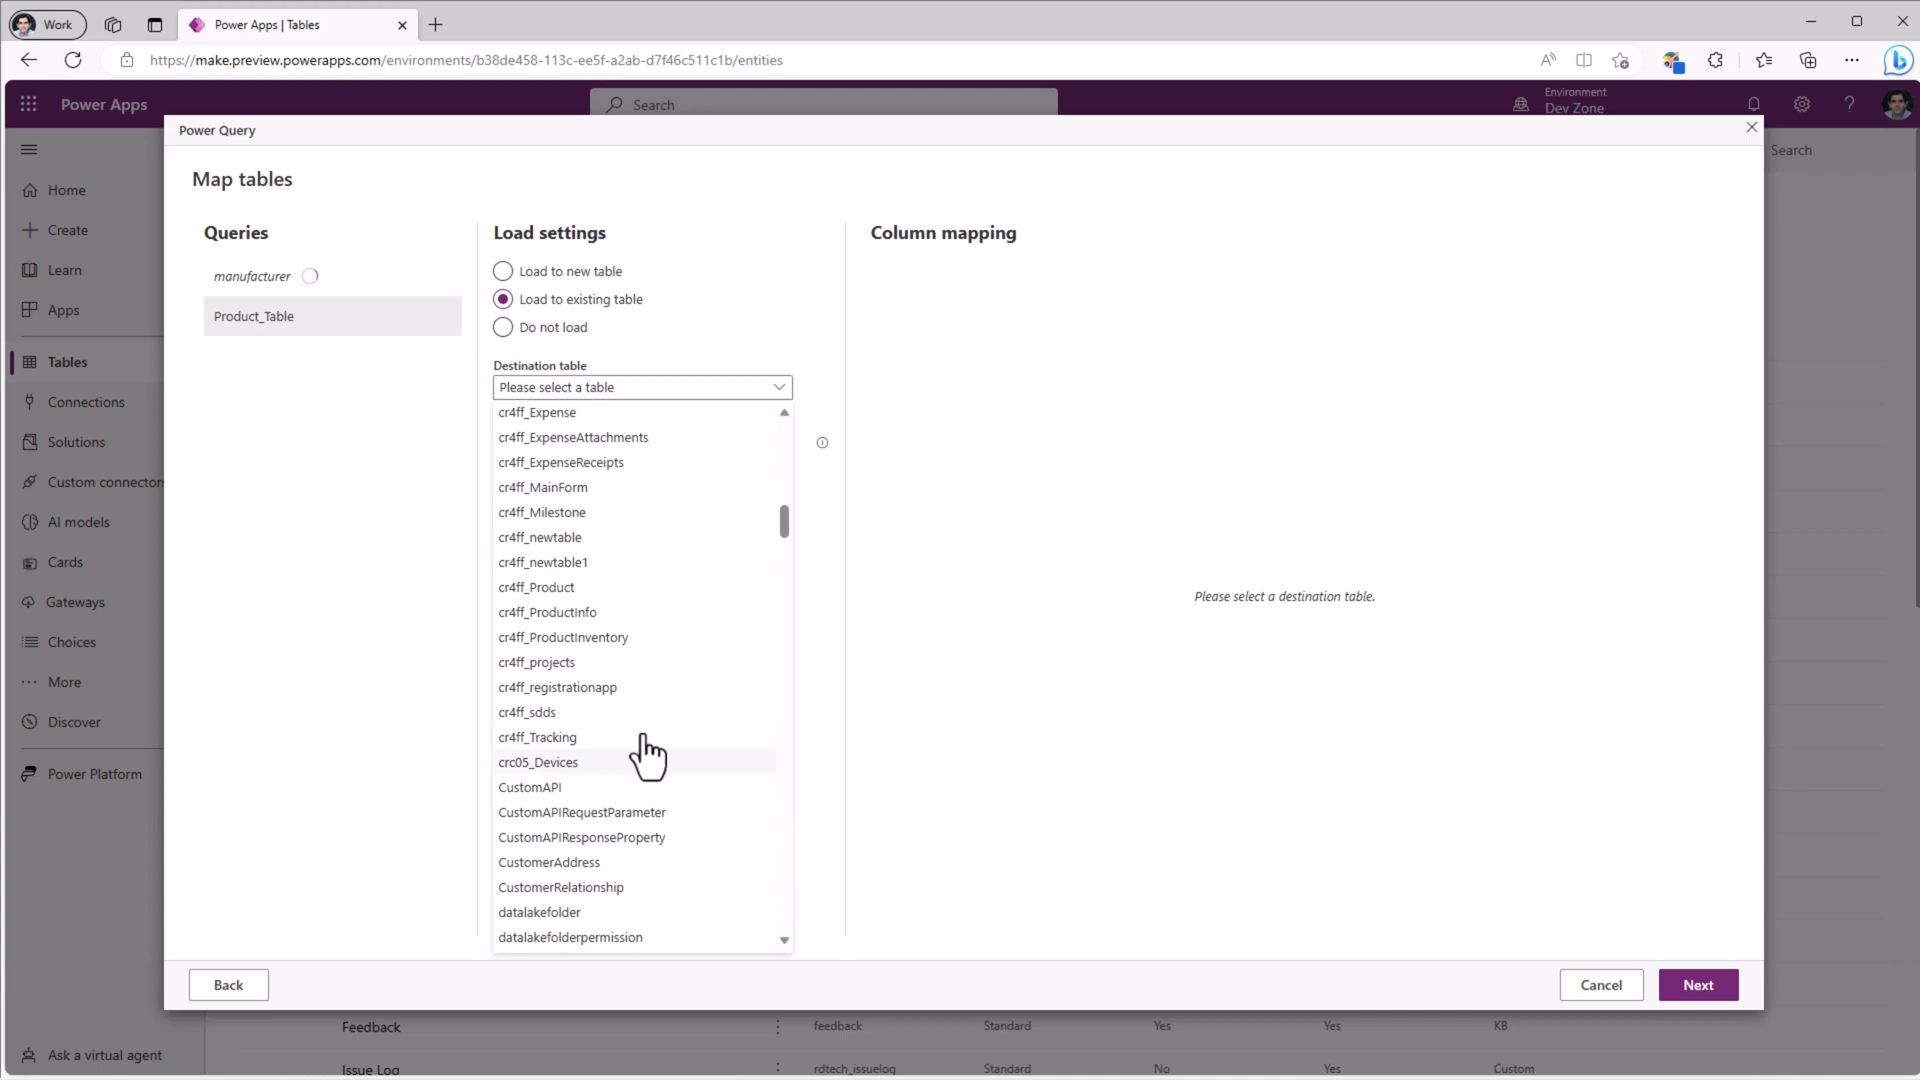 Work
Power Apps | Tables
https://make.preview.powerapps.com/environments/b38de458-113c-ee5f-a2ab-d7f46c511c1b/entities
Power Apps
Search
Environment
Dev Zone
Power Query
Search
Home
Create
Learn
Apps
Tables
Connections
Solutions
Custom connectors
AI models
Cards
Gateways
Choices
More
Discover
Power Platform
Ask a virtual agent
Map tables
Queries
manufacturer
Product_Table
Load settings
Load to new table
Load to existing table
Do not load
Destination table
Please select a table
cr4ff_Expense
cr4ff_ExpenseAttachments
cr4ff_ExpenseReceipts
cr4ff_MainForm
cr4ff_Milestone
cr4ff_newtable
cr4ff_newtable1
cr4ff_Product
cr4ff_ProductInfo
cr4ff_ProductInventory
cr4ff_projects
cr4ff_registrationapp
cr4ff_sdds
cr4ff_Tracking
crc05_Devices
CustomAPI
CustomAPIRequestParameter
CustomAPIResponseProperty
CustomerAddress
CustomerRelationship
datalakefolder
datalakefolderpermission
Column mapping
Please select a destination table.
Back
Cancel
Next
Feedback feedback Standard Yes Yes KB
Issue Log rdtech_issuelog Standard No Yes Custom